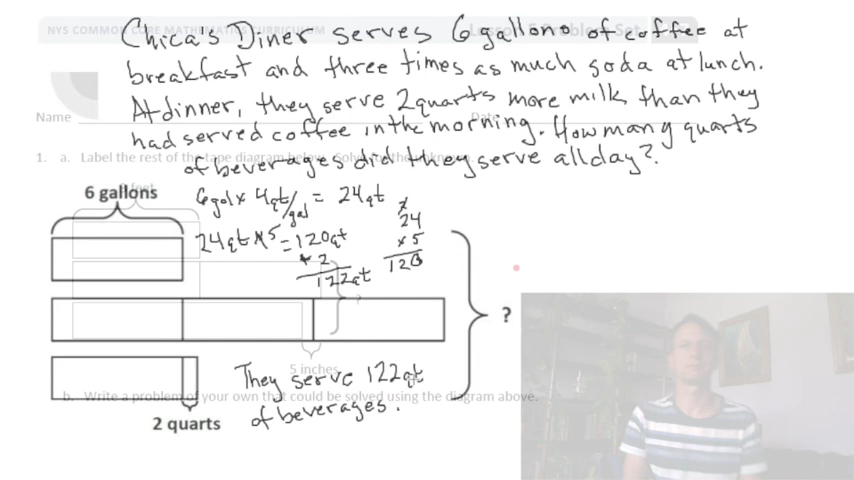 NYS COMMON CORE MATHEMATICS CURRICULUM
Chica's Diner serves 6 gallons of coffee at
breakfast and three times as much soda at lunch.
Name
At dinner, they serve 2 quarts more milk than they
had served coffee in the morning. How many quarts
1. a. Label the rest of the tape diagram
of beverages did they serve all day?
6 gallons
6 gal x 4 qt/gal = 24 qt
24 qt x 5 = 120 qt
+ 2
122 qt
2
24
x 5
120
?
5 inches
They serve 122 qt
of beverages.
b. Write a problem of your own that could be solved using the diagram above.
2 quarts